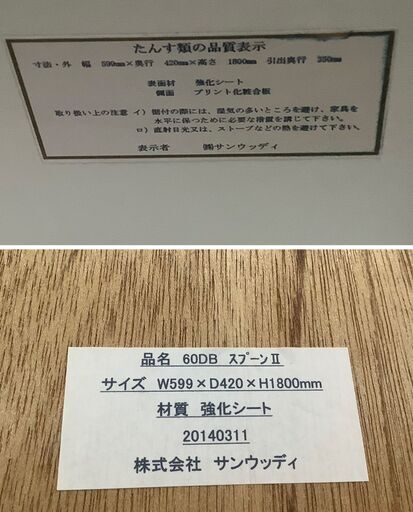 たんす類の品質表示
寸法・外 幅 599mm×奥行 420mm×高さ 1800mm 引出奥行 350mm
表面材 強化シート
側面 プリント化粧合板
取り扱い上の注意 イ）据付の際には、湿気の多いところを避け、家具を
水平に保つために必要な措置を講じて下さい。
ロ）直射日光又は、ストーブなどの熱を避けて下さい。
表示者 ㈱サンウッディ
品名 60DB スプーンⅡ
サイズ W599×D420×H1800mm
材質 強化シート
20140311
株式会社 サンウッディ